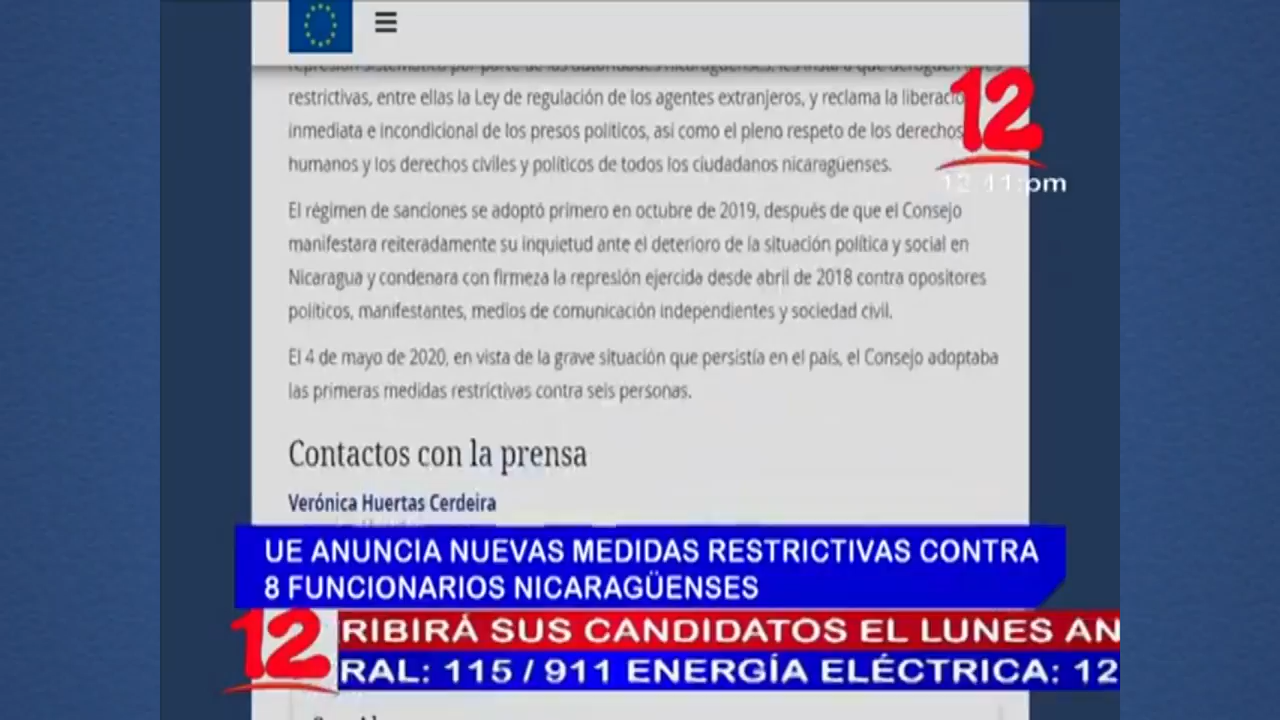 restrictivas, entre ellas la Ley de regulación de los agentes extranjeros, y reclama la
inmediata e incondicional de los presos políticos, así como el pleno respeto de los derechos
humanos y los derechos civiles y políticos de todos los ciudadanos nicaragüenses.
12
12 11:pm
El régimen de sanciones se adoptó primero en octubre de 2019, después de que el Consejo
manifestara reiteradamente su inquietud ante el deterioro de la situación política y social en
Nicaragua y condenara con firmeza la represión ejercida desde abril de 2018 contra opositores
políticos, manifestantes, medios de comunicación independientes y sociedad civil.
El 4 de mayo de 2020, en vista de la grave situación que persistía en el país, el Consejo adoptaba
las primeras medidas restrictivas contra seis personas.
Contactos con la prensa
Verónica Huertas Cerdeira
UE ANUNCIA NUEVAS MEDIDAS RESTRICTIVAS CONTRA
8 FUNCIONARIOS NICARAGÜENSES
12
RIBIRÁ SUS CANDIDATOS EL LUNES AN
RAL: 115 / 911 ENERGÍA ELÉCTRICA: 12